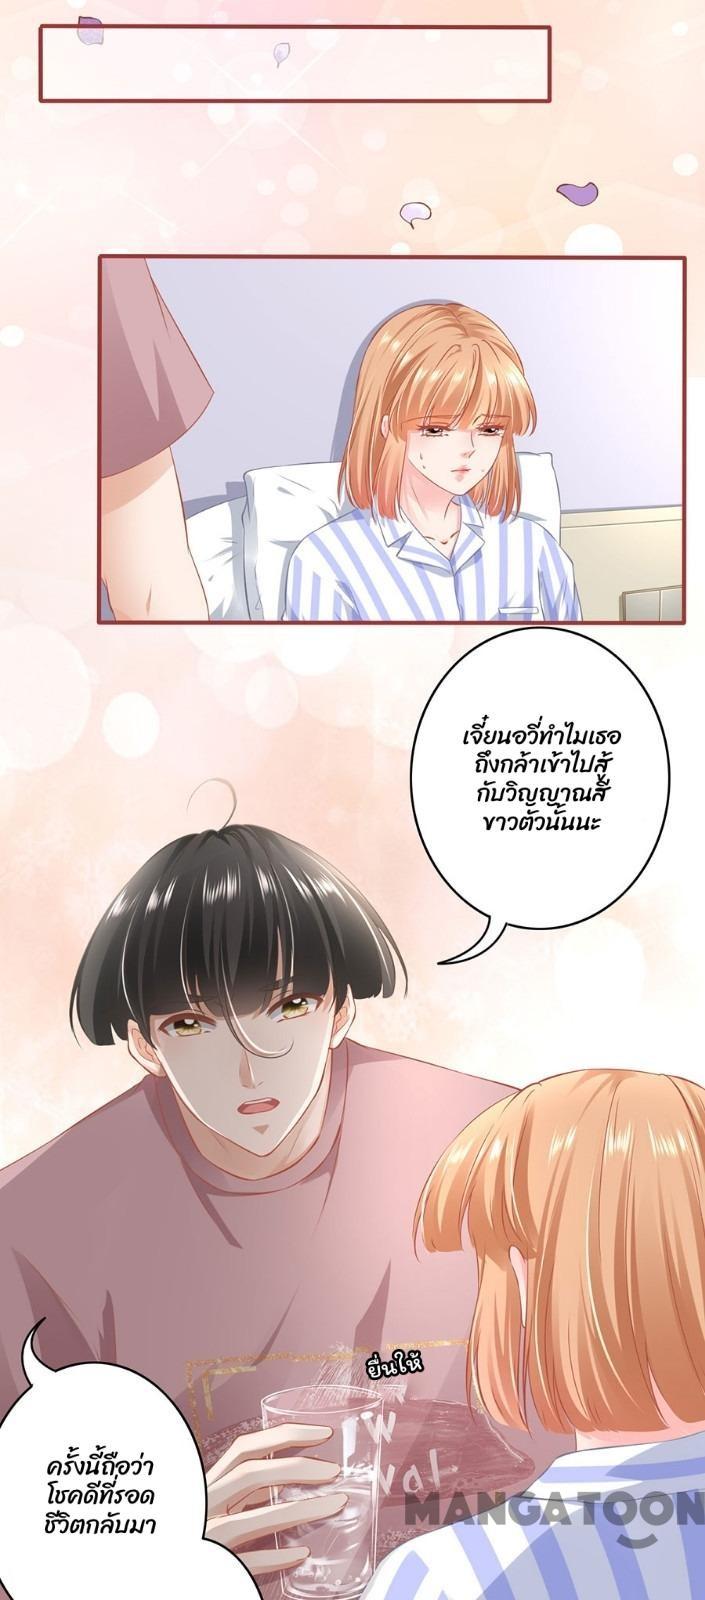 เจี๋ยนอวี่ทำไมเธอ
ถึงกล้าเข้าไปสู้
กับวิญญาณสี
ขาวตัวนั้นนะ
ยื่นให้
ครั้งนี้ถือว่า
โชคดีที่รอด
ชีวิตกลับมา
MANGATOON